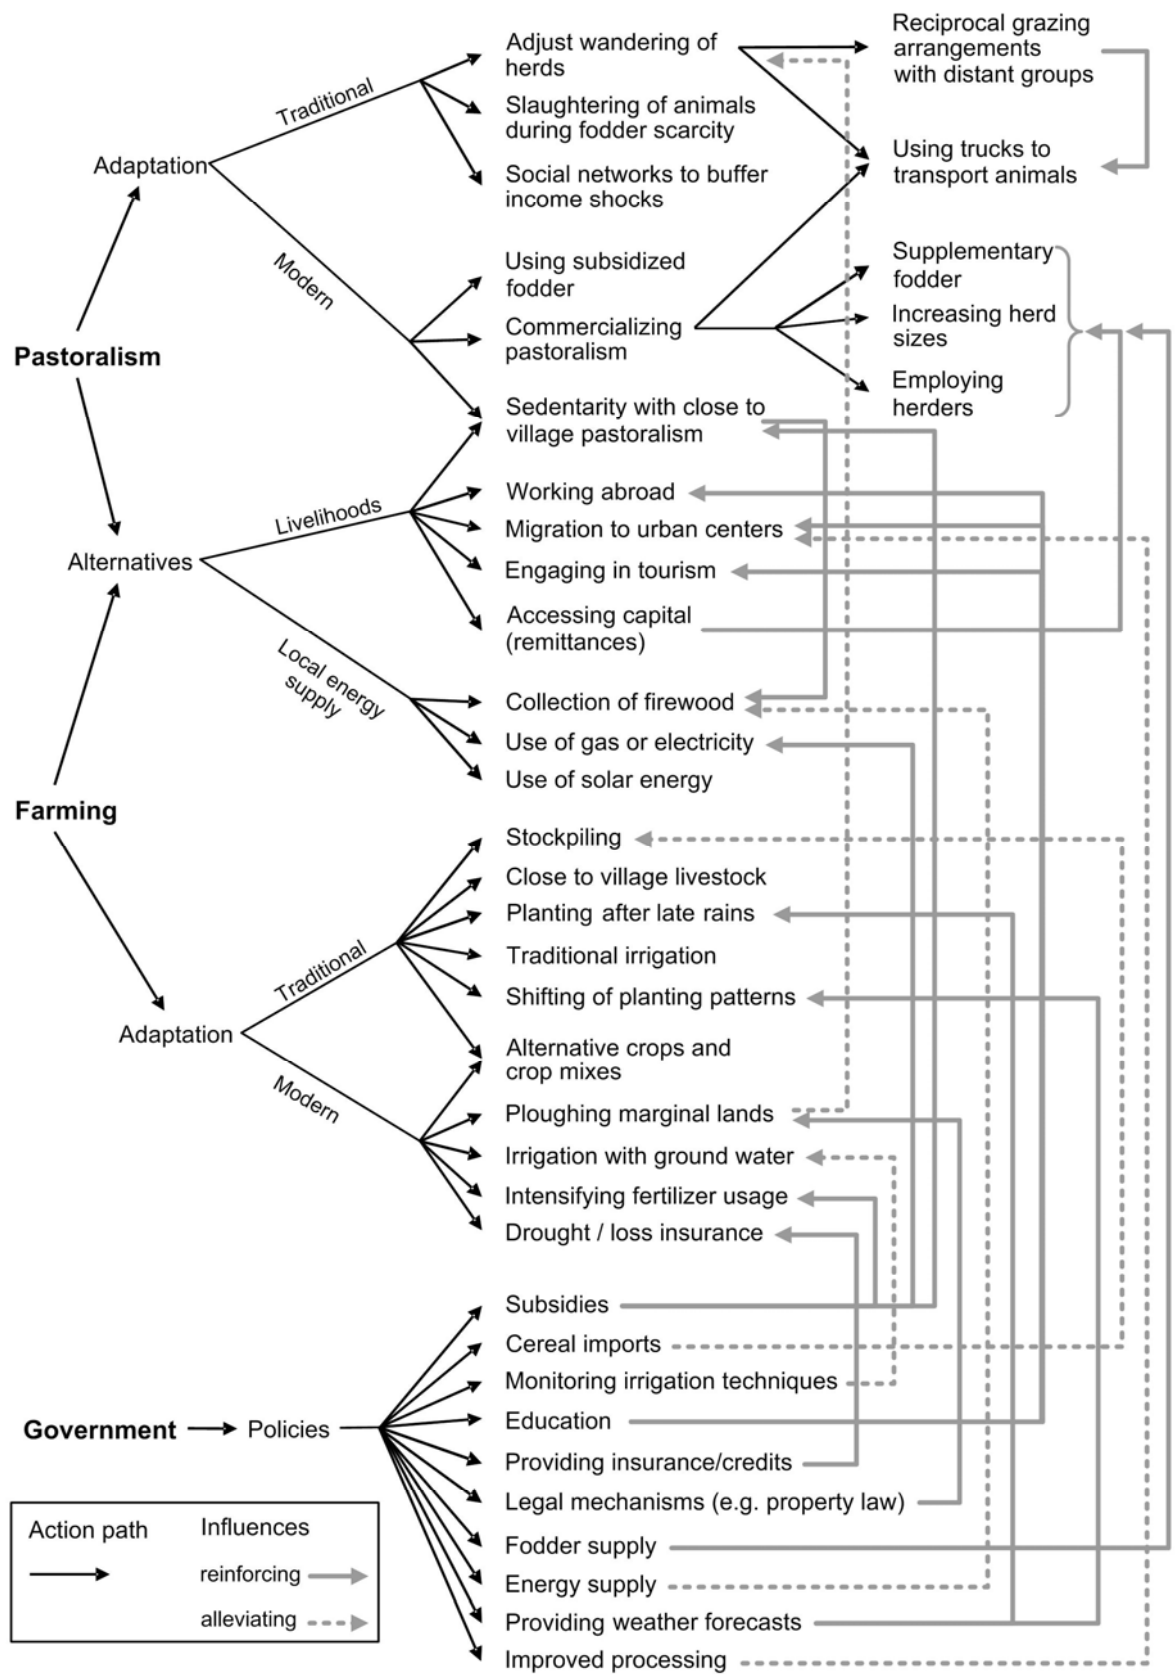 Adjust wandering of
herds
Slaughtering of animals
during fodder scarcity
Social networks to buffer
income shocks
Reciprocal grazing
arrangements
with distant groups
Using trucks to
transport animals
Traditional
Adaptation
Modern
Using subsidized
fodder
Commercializing
pastoralism
Supplementary
fodder
Increasing herd
sizes
Employing
herders
Pastoralism
Sedentarity with close to
village pastoralism
Working abroad
Migration to urban centers
Engaging in tourism
Accessing capital
(remittances)
Livelihoods
Alternatives
Local energy
supply
Collection of firewood
Use of gas or electricity
Use of solar energy
Farming
Stockpiling
Close to village livestock
Planting after late rains
Traditional irrigation
Shifting of planting patterns
Alternative crops and
crop mixes
Traditional
Adaptation
Modern
Ploughing marginal lands
Irrigation with ground water
Intensifying fertilizer usage
Drought / loss insurance
Subsidies
Cereal imports
Monitoring irrigation techniques
Education
Government
Policies
Providing insurance/credits
Legal mechanisms (e.g. property law)
Fodder supply
Energy supply
Providing weather forecasts
Improved processing
Action path
Influences
reinforcing
alleviating